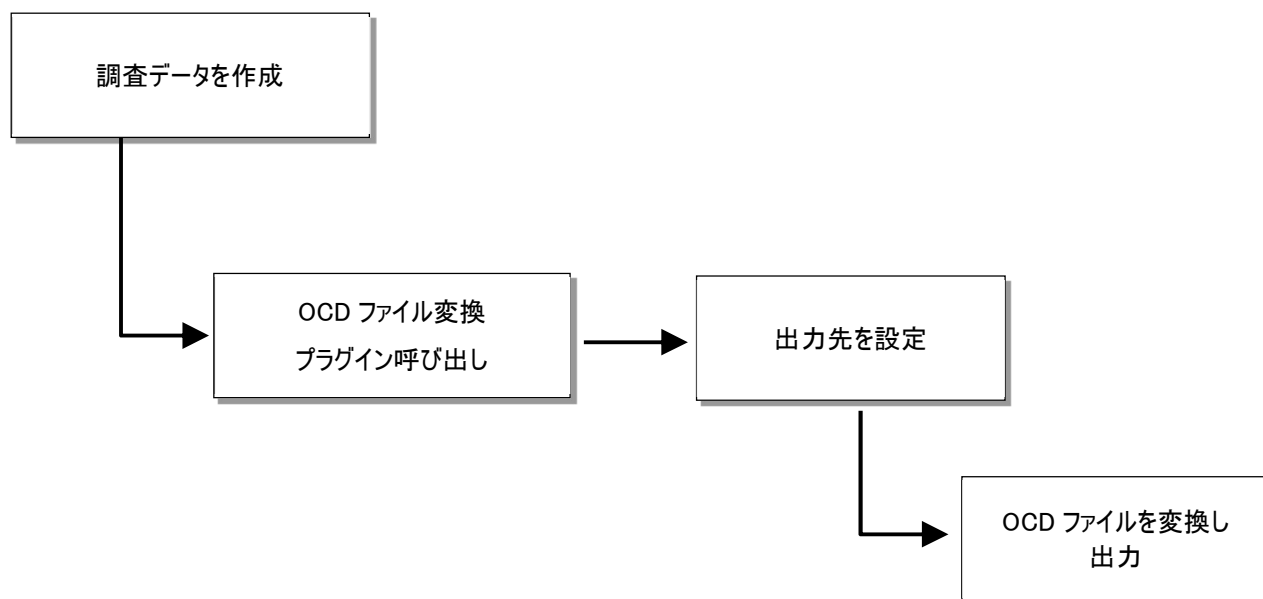 調査データを作成
OCD ファイル変換
プラグイン呼び出し
出力先を設定
OCD ファイルを変換し
出力